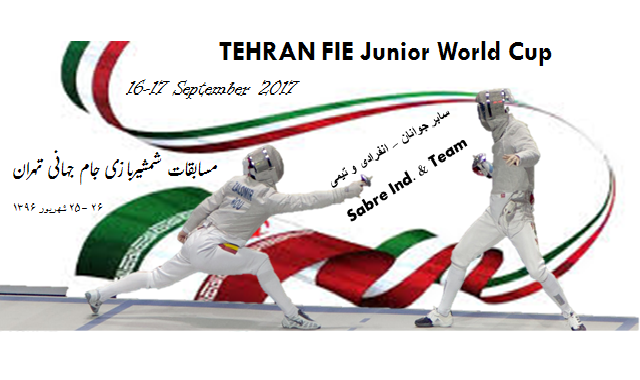 TEHRAN FIE Junior World Cup
16-17 September 2017
مسابقات شمشیربازی جام جهانی تهران
۲۵ – ۲۶ شهریور ۱۳۹۶
سابر جوانان – انفرادی و تیمی
Sabre Ind. & Team